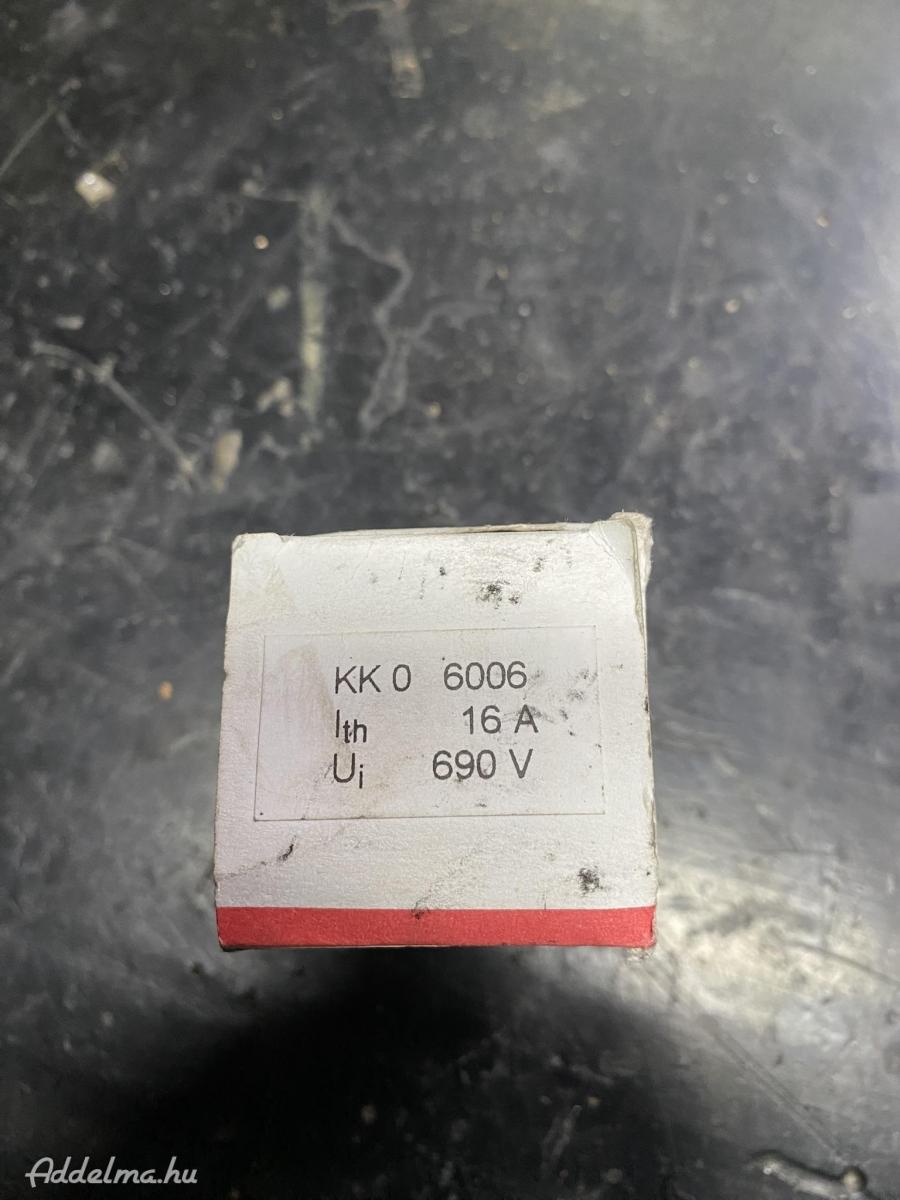 KK 0 6006
Ith 16 A
Ui 690 V
Addelma.hu